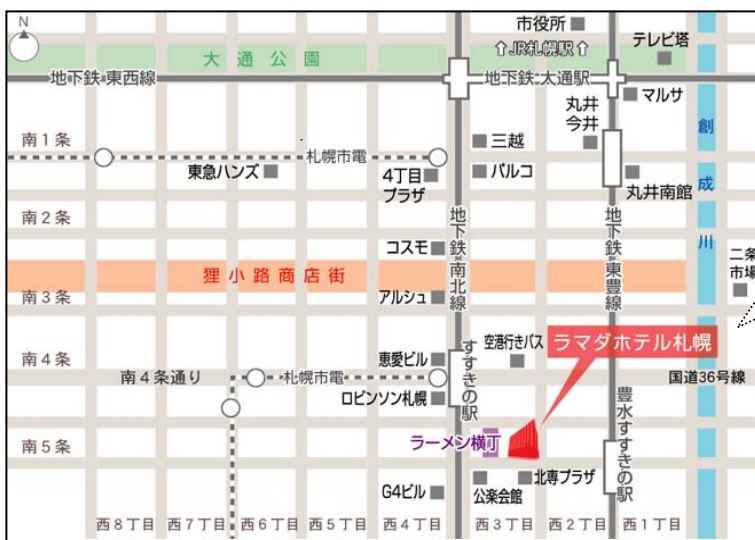 N
市役所
↑JR札幌駅↑
テレビ塔
大通公園
地下鉄 東西線
地下鉄 大通駅
マルサ
丸井
今井
創成川
南1条
札幌市電
三越
東急ハンズ
4丁目
プラザ
パルコ
丸井南館
南2条
地下鉄 南北線
地下鉄 東豊線
コスモ
二条
市場
狸小路商店街
南3条
アルシュ
ラマダホテル札幌
空港行きバス
すすきの駅
南4条
恵愛ビル
南4条通り
札幌市電
国道36号線
ロビンソン札幌
豊水すすきの駅
南5条
ラーメン横丁
北専プラザ
G4ビル
公楽会館
西8丁目
西7丁目
西6丁目
西5丁目
西4丁目
西3丁目
西2丁目
西1丁目